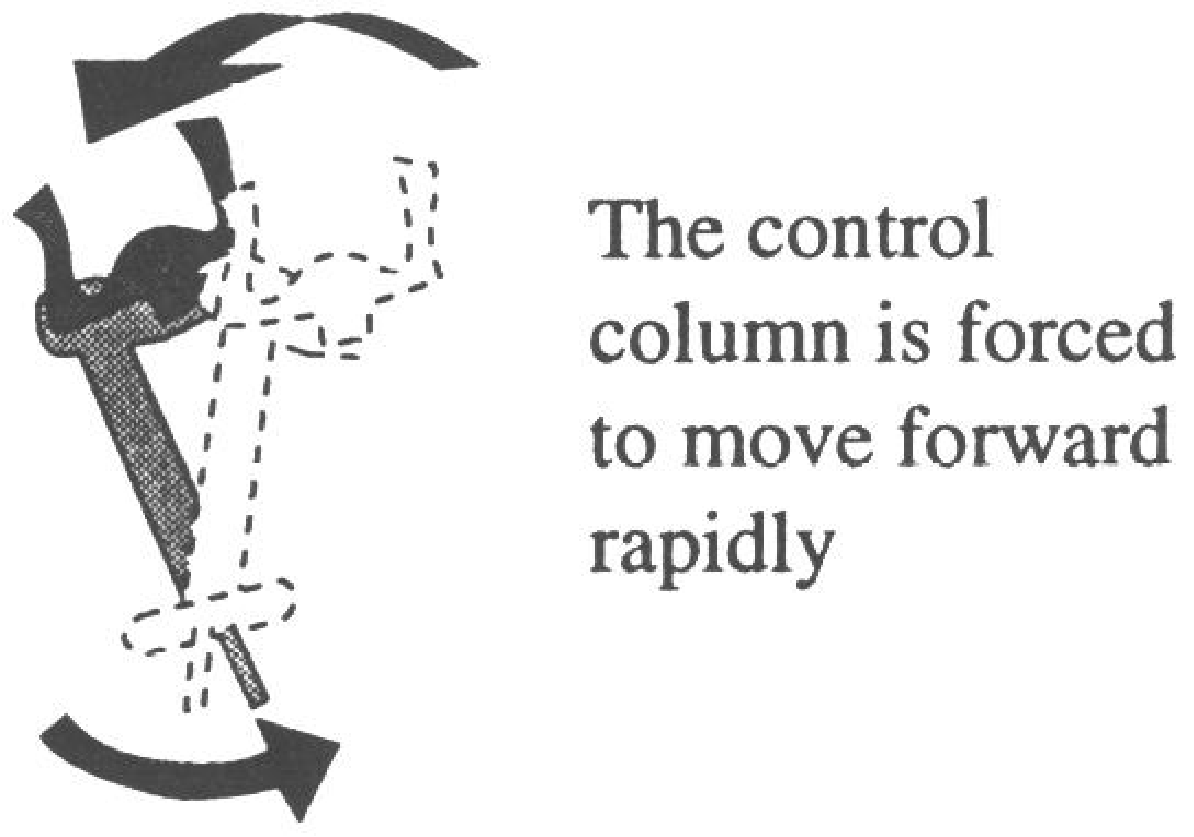 The control
column is forced
to move forward
rapidly